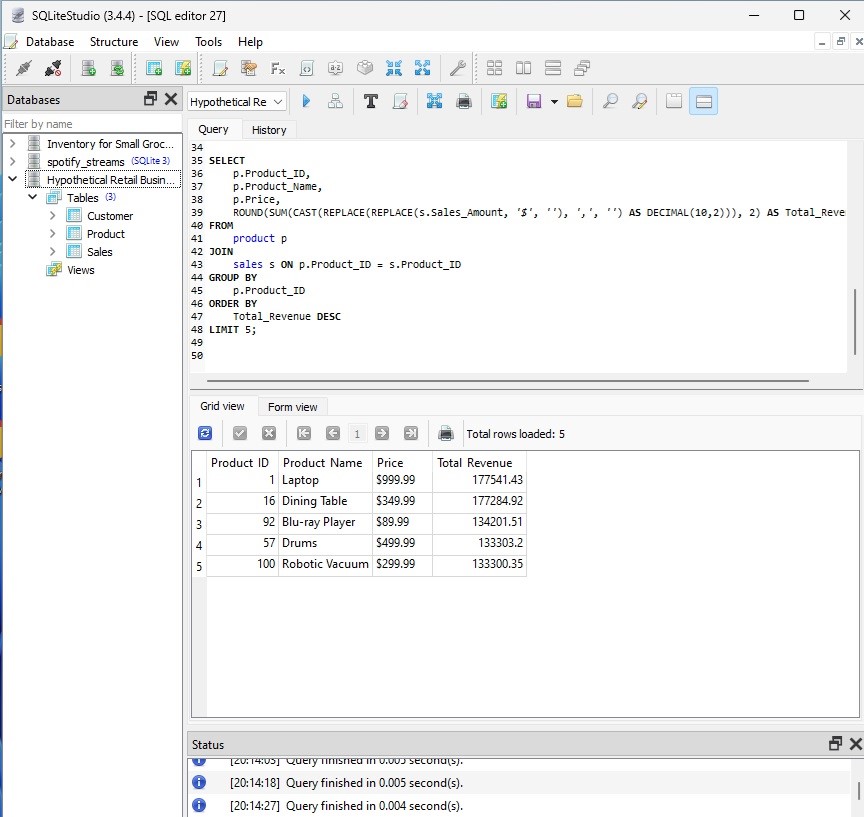 SQLiteStudio (3.4.4) - [SQL editor 27]
Database Structure View Tools Help
Databases
Filter by name
Inventory for Small Groc...
spotify_streams (SQLite 3)
Hypothetical Retail Busin...
Tables (3)
Customer
Product
Sales
Views
Hypothetical Re
Query History
34
35 SELECT
36 p.Product_ID,
37 p.Product_Name,
38 p.Price,
39 ROUND(SUM(CAST(REPLACE(REPLACE(s.Sales_Amount, '$', ''), ',', '') AS DECIMAL(10,2))), 2) AS Total_Reve
40 FROM
41 product p
42 JOIN
43 sales s ON p.Product_ID = s.Product_ID
44 GROUP BY
45 p.Product_ID
46 ORDER BY
47 Total_Revenue DESC
48 LIMIT 5;
49
50
Grid view Form view
1 Total rows loaded: 5
Product ID Product Name Price Total Revenue
1 1 Laptop $999.99 177541.43
2 16 Dining Table $349.99 177284.92
3 92 Blu-ray Player $89.99 134201.51
4 57 Drums $499.99 133303.2
5 100 Robotic Vacuum $299.99 133300.35
Status
[20:14:05] Query finished in 0.005 second(s).
[20:14:18] Query finished in 0.005 second(s).
[20:14:27] Query finished in 0.004 second(s).